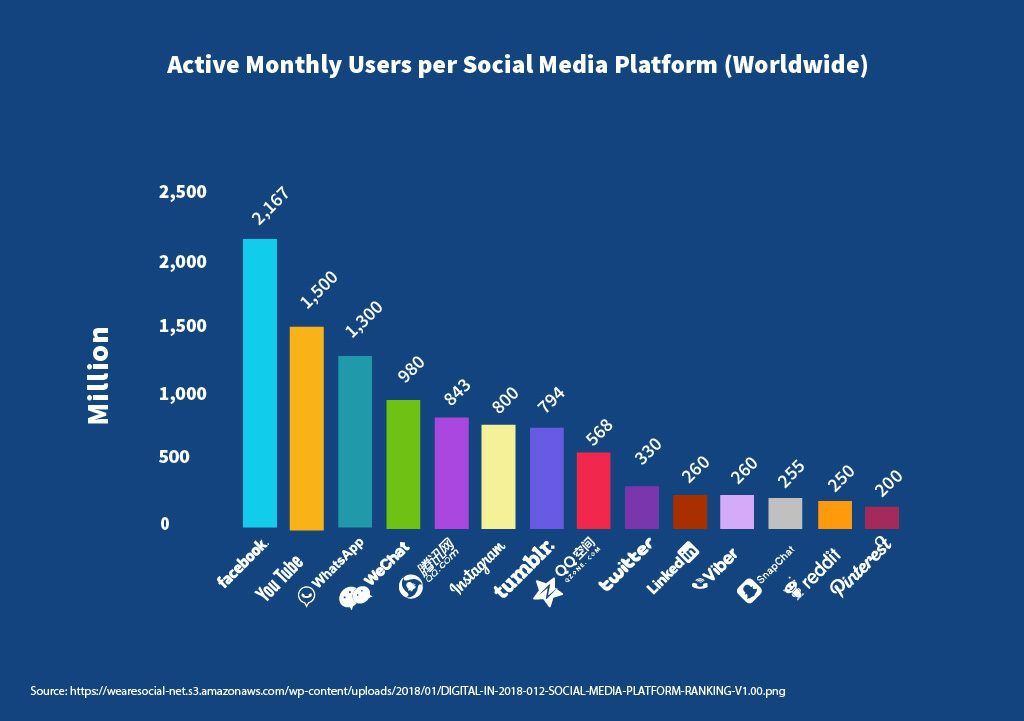 Active Monthly Users per Social Media Platform (Worldwide)
Million
2,500
2,000
1,500
1,000
500
0
2,167
1,500
1,300
980
843
800
794
568
330
260
260
255
250
200
facebook.
You Tube
WhatsApp
WeChat
腾讯网
QQ.com
Instagram
tumblr.
QQ空间
QZONE.COM
twitter
Linked in
Viber
SnapChat
reddit
Pinterest
Source: https://wearesocial-net.s3.amazonaws.com/wp-content/uploads/2018/01/DIGITAL-IN-2018-012-SOCIAL-MEDIA-PLATFORM-RANKING-V1.00.png